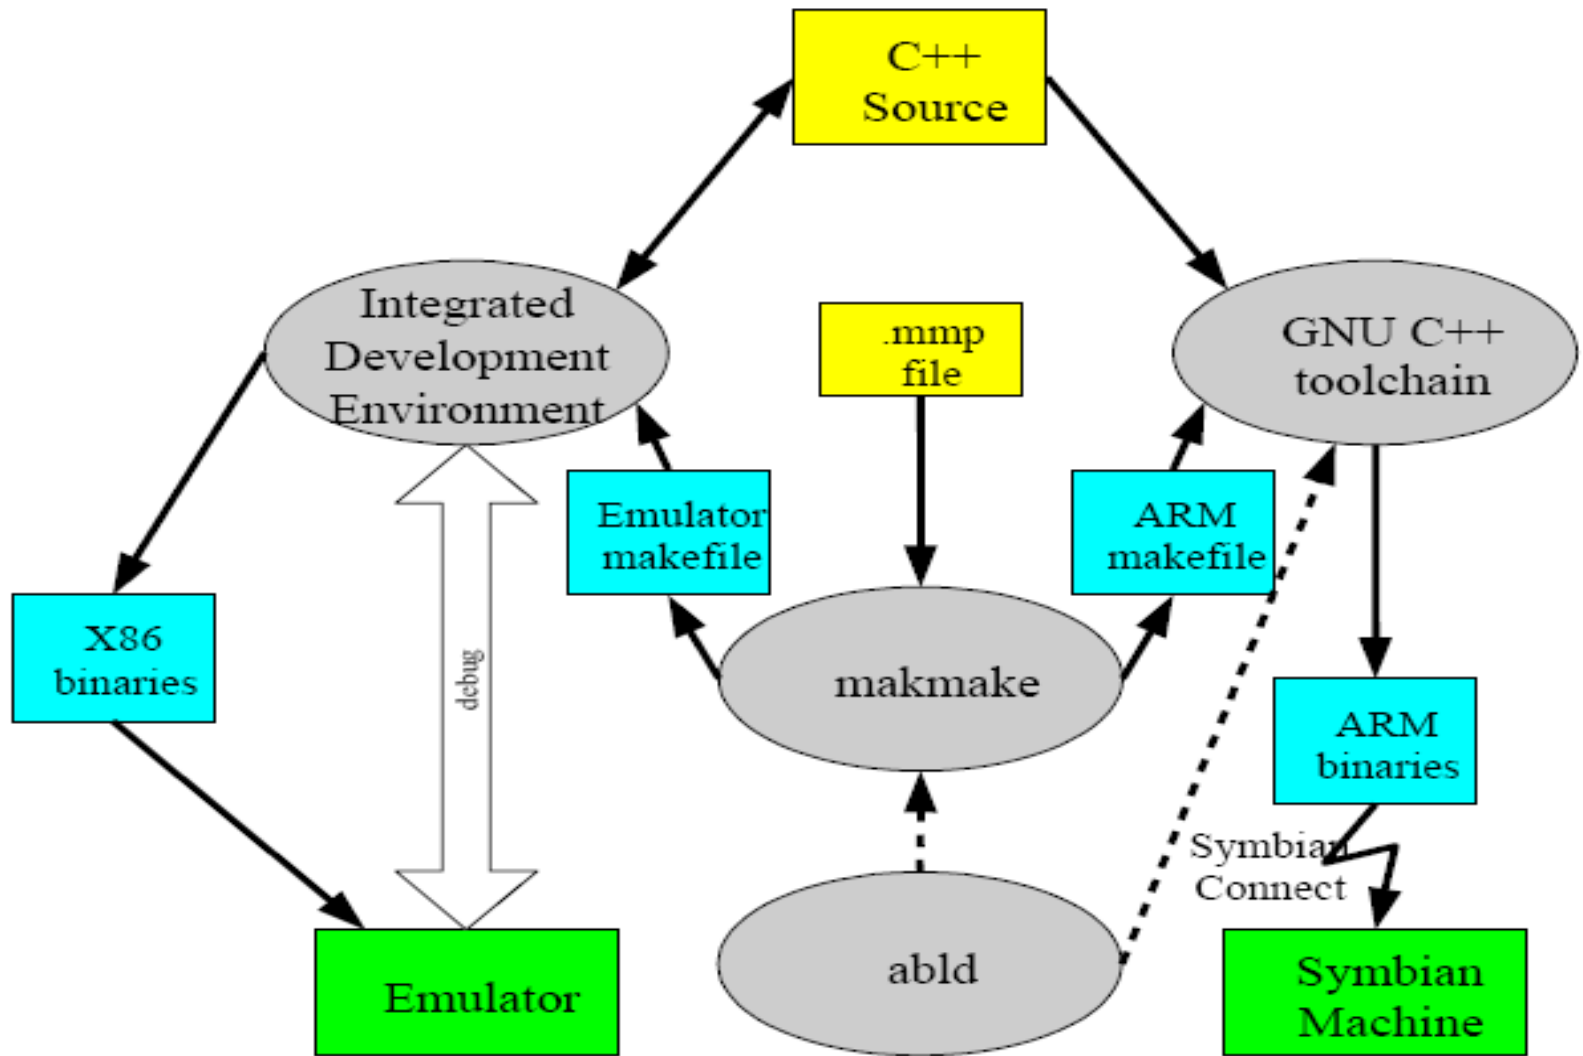 C++
Source
Integrated
Development
Environment
.mmp
file
GNU C++
toolchain
Emulator
makefile
ARM
makefile
X86
binaries
debug
makmake
ARM
binaries
Symbian
Connect
Emulator
abld
Symbian
Machine